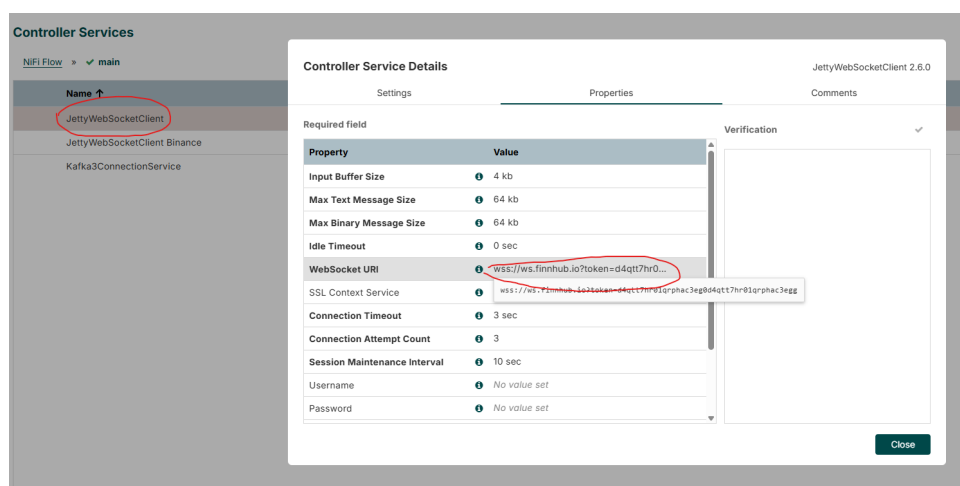 Controller Services
NiFi Flow » main
Name ↑
JettyWebSocketClient
JettyWebSocketClient Binance
Kafka3ConnectionService
Controller Service Details
JettyWebSocketClient 2.6.0
Settings
Properties
Comments
Required field
Verification
Property Value
Input Buffer Size 4 kb
Max Text Message Size 64 kb
Max Binary Message Size 64 kb
Idle Timeout 0 sec
WebSocket URI wss://ws.finnhub.io?token=d4qtt7hr0...
wss://ws.finnhub.io?token=d4qtt7hr01qrphac3eg0d4qtt7hr01qrphac3egg
SSL Context Service
Connection Timeout 3 sec
Connection Attempt Count 3
Session Maintenance Interval 10 sec
Username No value set
Password No value set
Close